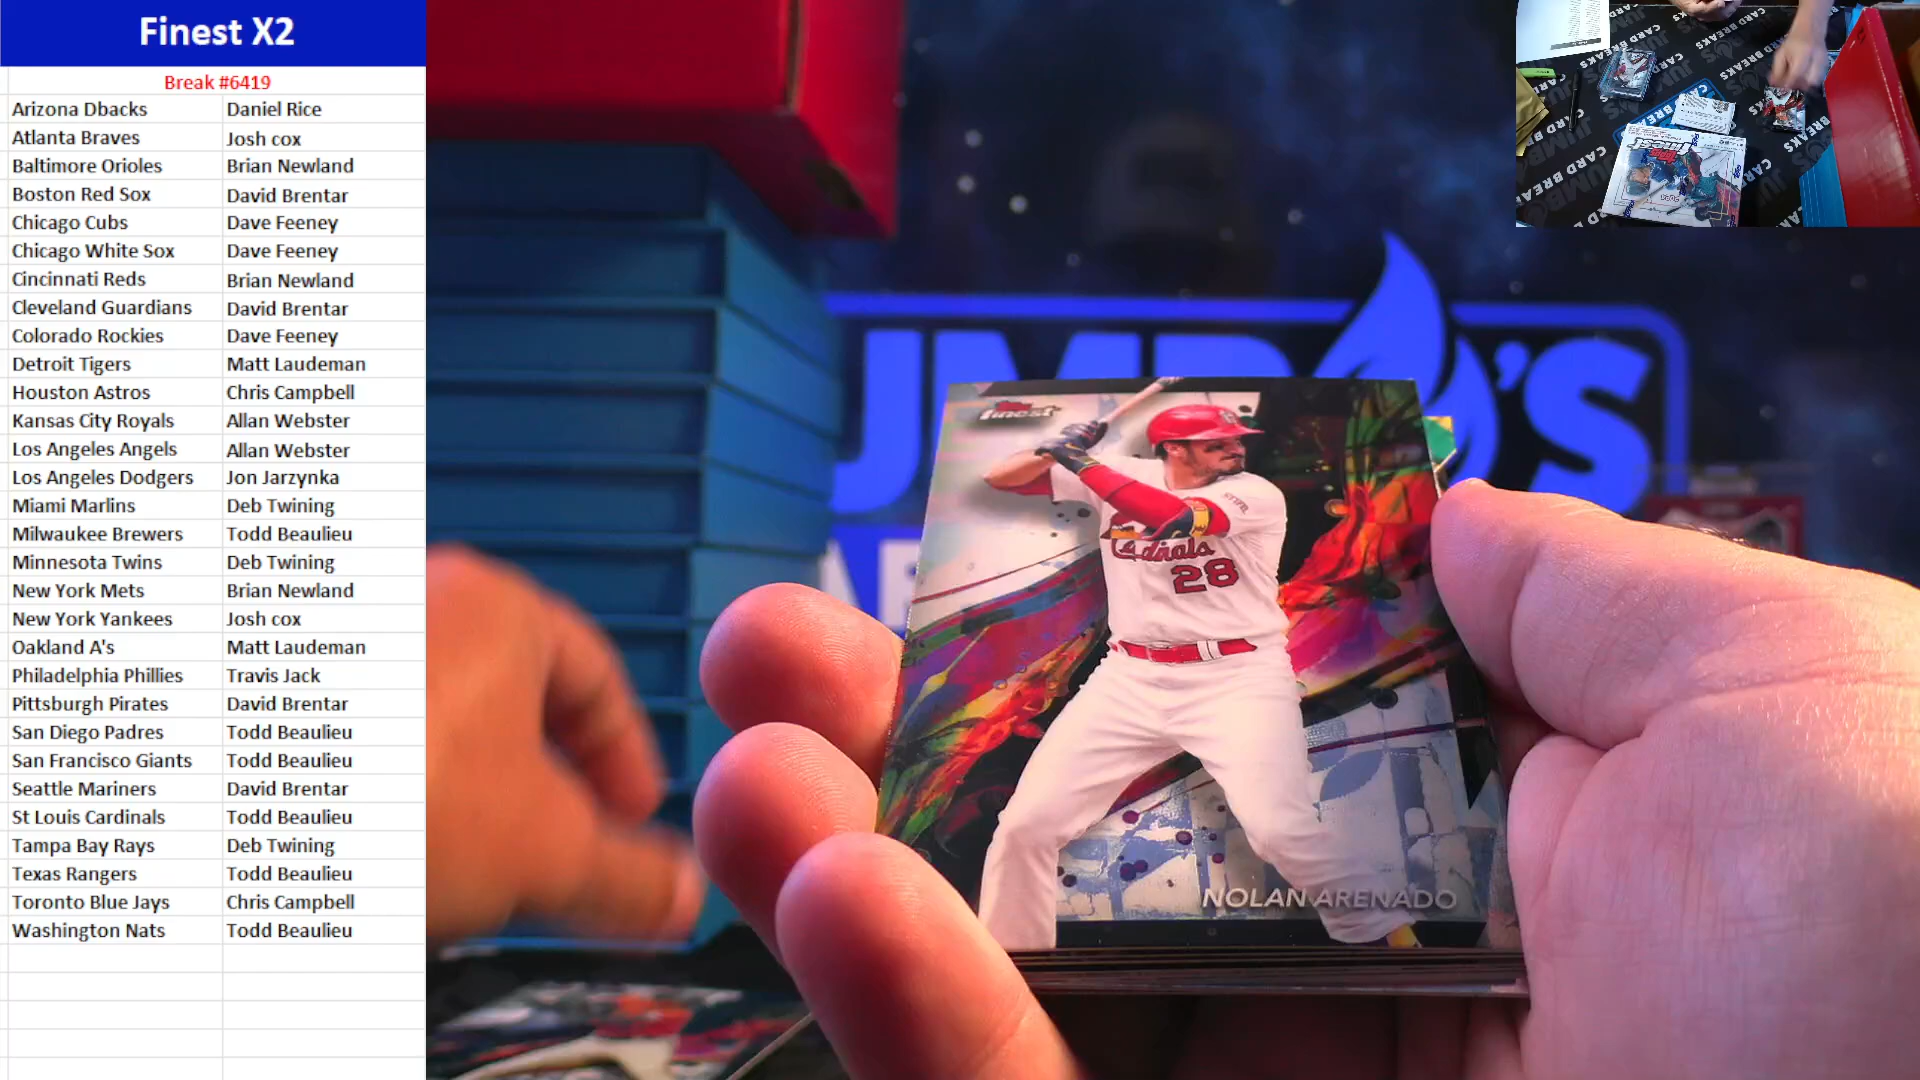 Finest X2
Break #6419
Arizona Dbacks Daniel Rice
Atlanta Braves Josh cox
Baltimore Orioles Brian Newland
Boston Red Sox David Brentar
Chicago Cubs Dave Feeney
Chicago White Sox Dave Feeney
Cincinnati Reds Brian Newland
Cleveland Guardians David Brentar
Colorado Rockies Dave Feeney
Detroit Tigers Matt Laudeman
Houston Astros Chris Campbell
Kansas City Royals Allan Webster
Los Angeles Angels Allan Webster
Los Angeles Dodgers Jon Jarzynka
Miami Marlins Deb Twining
Milwaukee Brewers Todd Beaulieu
Minnesota Twins Deb Twining
New York Mets Brian Newland
New York Yankees Josh cox
Oakland A's Matt Laudeman
Philadelphia Phillies Travis Jack
Pittsburgh Pirates David Brentar
San Diego Padres Todd Beaulieu
San Francisco Giants Todd Beaulieu
Seattle Mariners David Brentar
St Louis Cardinals Todd Beaulieu
Tampa Bay Rays Deb Twining
Texas Rangers Todd Beaulieu
Toronto Blue Jays Chris Campbell
Washington Nats Todd Beaulieu
JUMBO'S
finest
Cardinals
28
NOLAN ARENADO
CARD BREAKS
finest